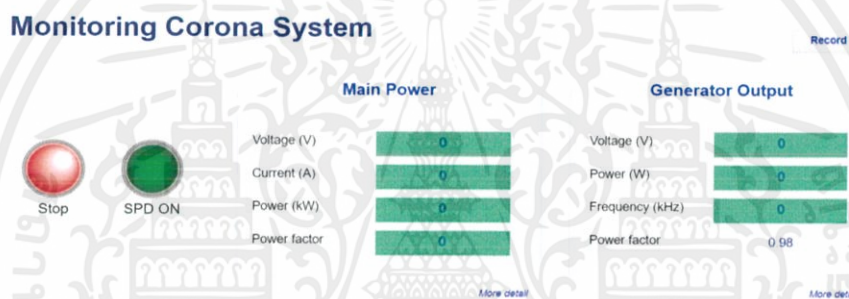 Monitoring Corona System
Record
Main Power
Generator Output
Voltage (V) 0
Current (A) 0
Power (kW) 0
Power factor 0
Voltage (V) 0
Power (W) 0
Frequency (kHz) 0
Power factor 0.98
Stop
SPD ON
More detail
More deta